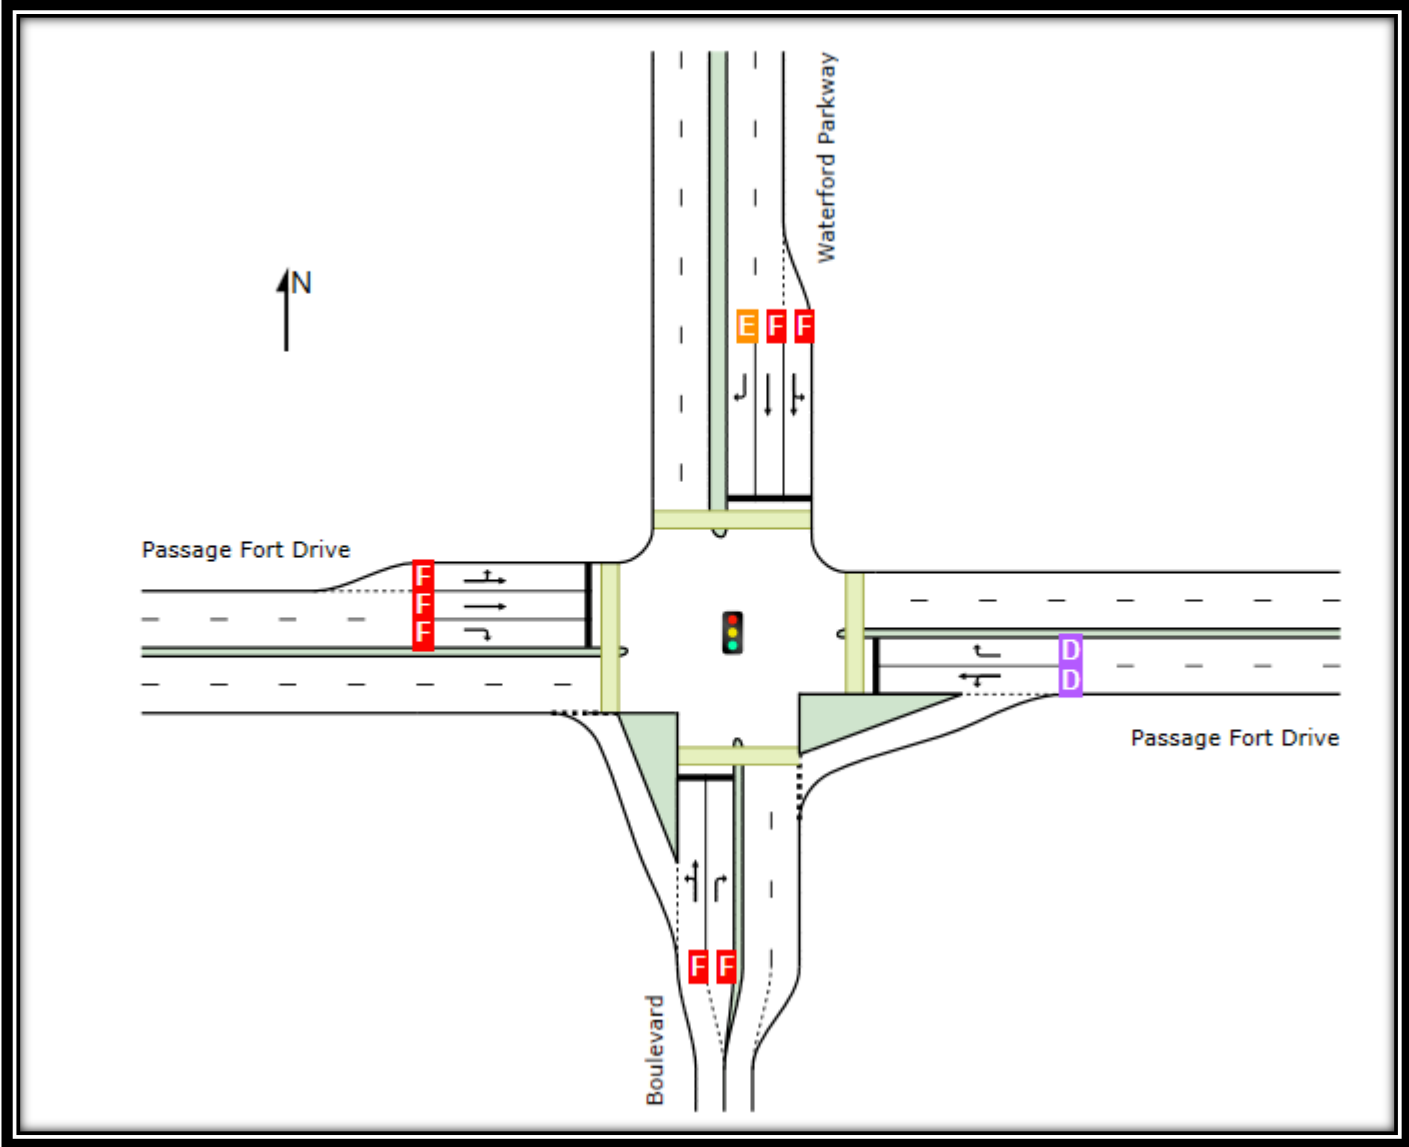 Waterford Parkway
N
E F F
Passage Fort Drive
F
F
F
D
D
Passage Fort Drive
F F
Boulevard